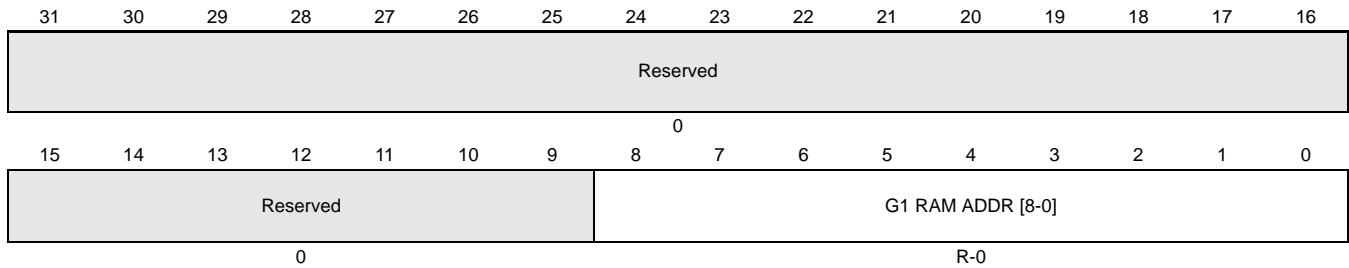 31 30 29 28 27 26 25 24 23 22 21 20 19 18 17 16
Reserved
0
15 14 13 12 11 10 9 8 7 6 5 4 3 2 1 0
Reserved G1 RAM ADDR [8-0]
0 R-0